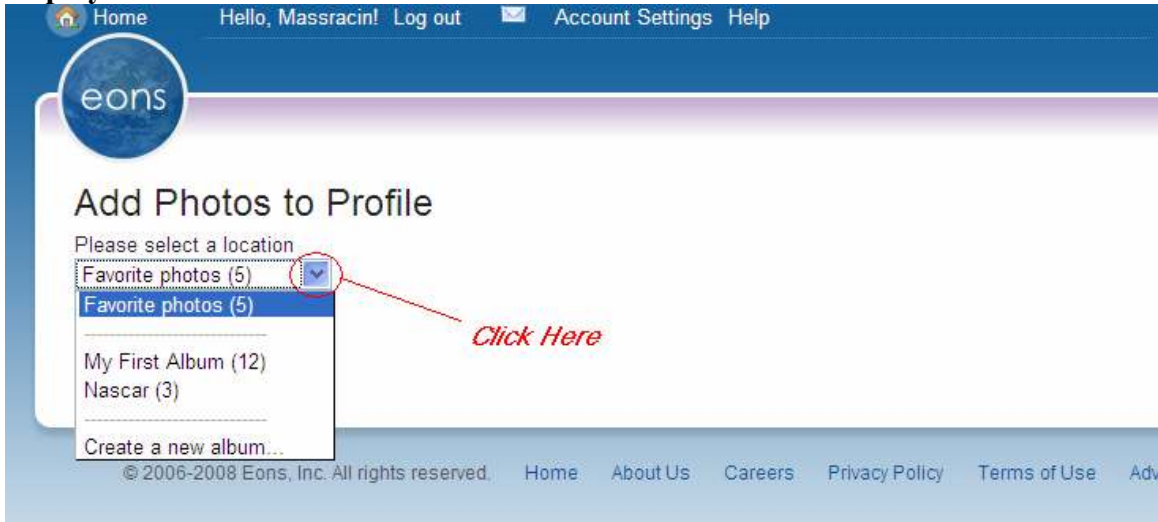 Home Hello, Massracin! Log out Account Settings Help
eons
Add Photos to Profile
Please select a location
Favorite photos (5)
Favorite photos (5)
Click Here
My First Album (12)
Nascar (3)
Create a new album...
© 2006-2008 Eons, Inc. All rights reserved. Home About Us Careers Privacy Policy Terms of Use